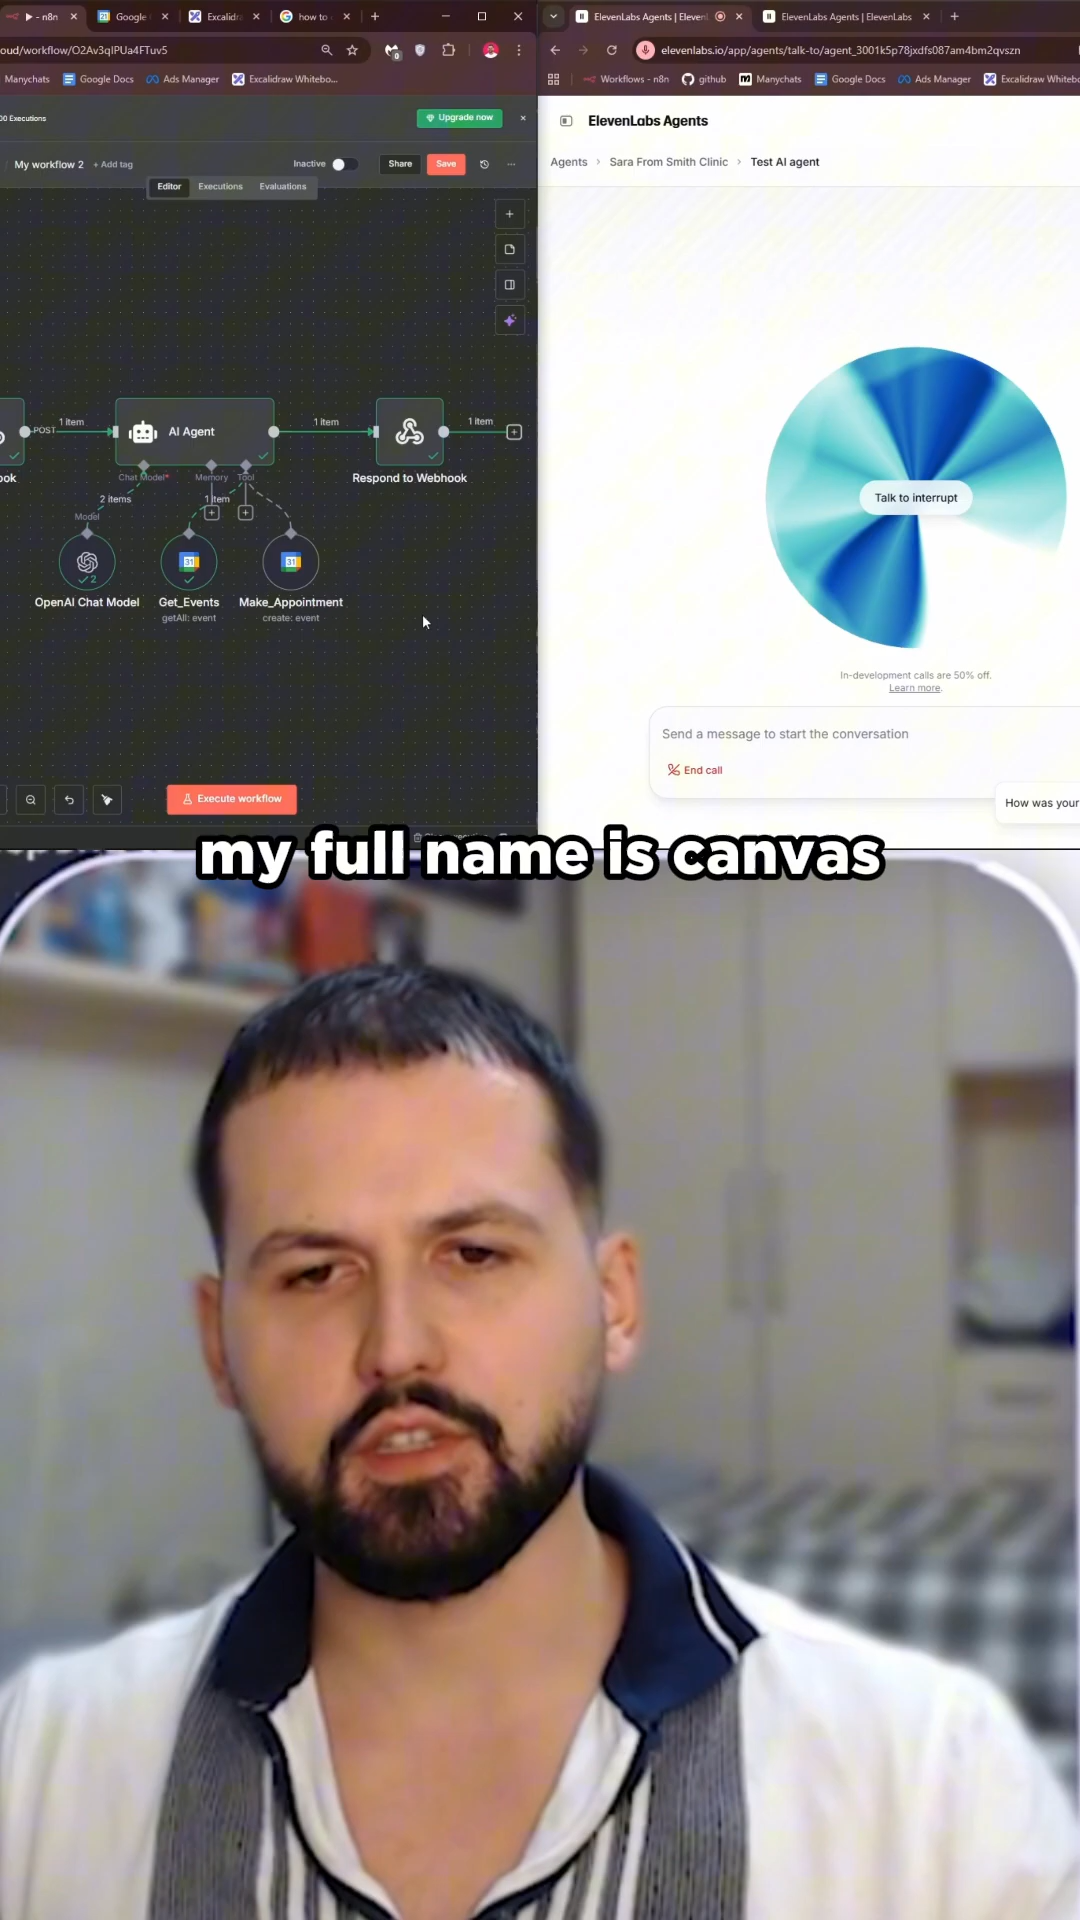 - n8n
Google
Excalidr
how to
oud/workflow/O2Av3qIPUa4FTuv5
Manychats
Google Docs
Ads Manager
Excalidraw Whitebo...
00 Executions
Upgrade now
My workflow 2
+ Add tag
Inactive
Share
Save
Editor
Executions
Evaluations
POST
1 item
AI Agent
1 item
1 item
ook
Chat Model*
Memory
Tool
Respond to Webhook
2 items
1 item
Model
31
31
2
OpenAI Chat Model
Get_Events
Make_Appointment
getAll: event
create: event
Execute workflow
ElevenLabs Agents | Eleven
ElevenLabs Agents | ElevenLabs
elevenlabs.io/app/agents/talk-to/agent_3001k5p78jxdfs087am4bm2qvszn
Workflows - n8n
github
Manychats
Google Docs
Ads Manager
Excalidraw Whitebo
ElevenLabs Agents
Agents > Sara From Smith Clinic > Test AI agent
Talk to interrupt
In-development calls are 50% off.
Learn more.
Send a message to start the conversation
End call
How was your
my full name is canvas